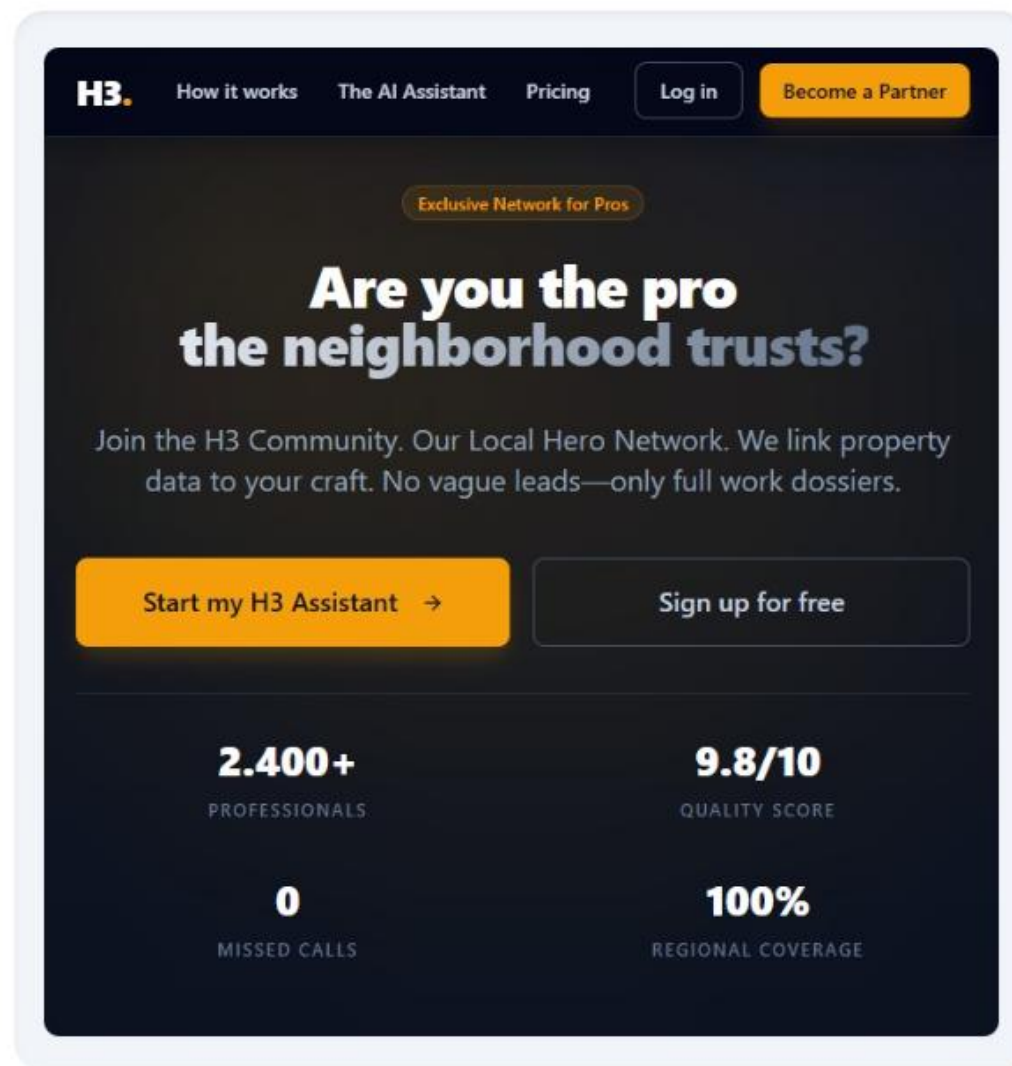 H3.
How it works
The AI Assistant
Pricing
Log in
Become a Partner
Exclusive Network for Pros
Are you the pro
the neighborhood trusts?
Join the H3 Community. Our Local Hero Network. We link property
data to your craft. No vague leads—only full work dossiers.
Start my H3 Assistant →
Sign up for free
2.400+
PROFESSIONALS
9.8/10
QUALITY SCORE
0
MISSED CALLS
100%
REGIONAL COVERAGE